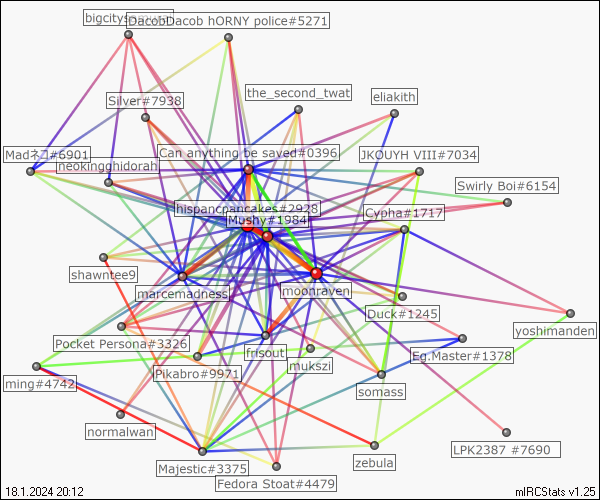 bigcitys
DacobDacob hORNY police#5271
the_second_twat
eliakith
Silver#7938
Madネコ#6901
neokingghidorah
Can anything be saved#0396
JKOUYH VIII#7034
Swirly Boi#6154
hispancpancakes#2928
Mushy#1984
Cypha#1717
shawntee9
marcemadness
moonraven
Duck#1245
yoshimanden
Pocket Persona#3326
frisout
Eg.Master#1378
mukszi
Pikabro#9971
ming#4742
somass
normalwan
LPK2387 #7690
Majestic#3375
zebula
Fedora Stoat#4479
18.1.2024 20:12
mIRCStats v1.25